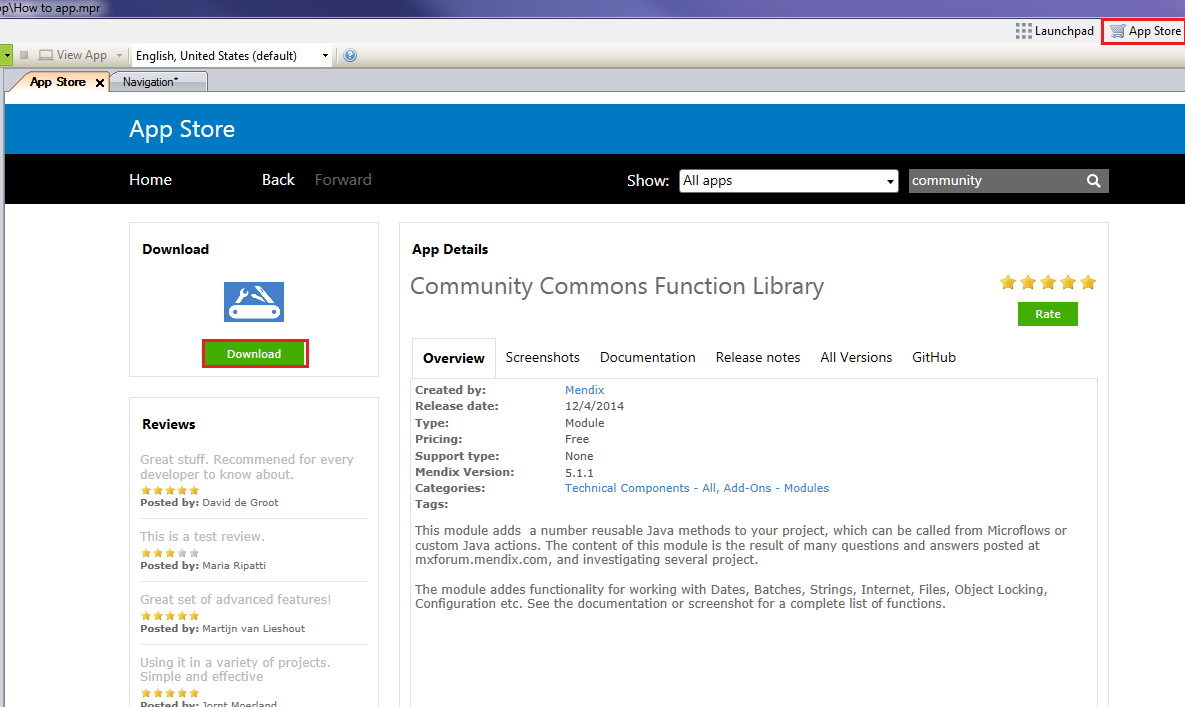 op\How to app.mpr
Launchpad
App Store
View App
English, United States (default)
App Store
Navigation*
App Store
Home
Back
Forward
Show:
All apps
community
Download
Download
Reviews
Great stuff. Recommened for every
developer to know about.
Posted by: David de Groot
This is a test review.
Posted by: Maria Ripatti
Great set of advanced features!
Posted by: Martijn van Lieshout
Using it in a variety of projects.
Simple and effective
Posted by: Jornt Moerland
App Details
Community Commons Function Library
Rate
Overview
Screenshots
Documentation
Release notes
All Versions
GitHub
Created by: Mendix
Release date: 12/4/2014
Type: Module
Pricing: Free
Support type: None
Mendix Version: 5.1.1
Categories: Technical Components - All, Add-Ons - Modules
Tags:
This module adds a number reusable Java methods to your project, which can be called from Microflows or
custom Java actions. The content of this module is the result of many questions and answers posted at
mxforum.mendix.com, and investigating several project.
The module addes functionality for working with Dates, Batches, Strings, Internet, Files, Object Locking,
Configuration etc. See the documentation or screenshot for a complete list of functions.